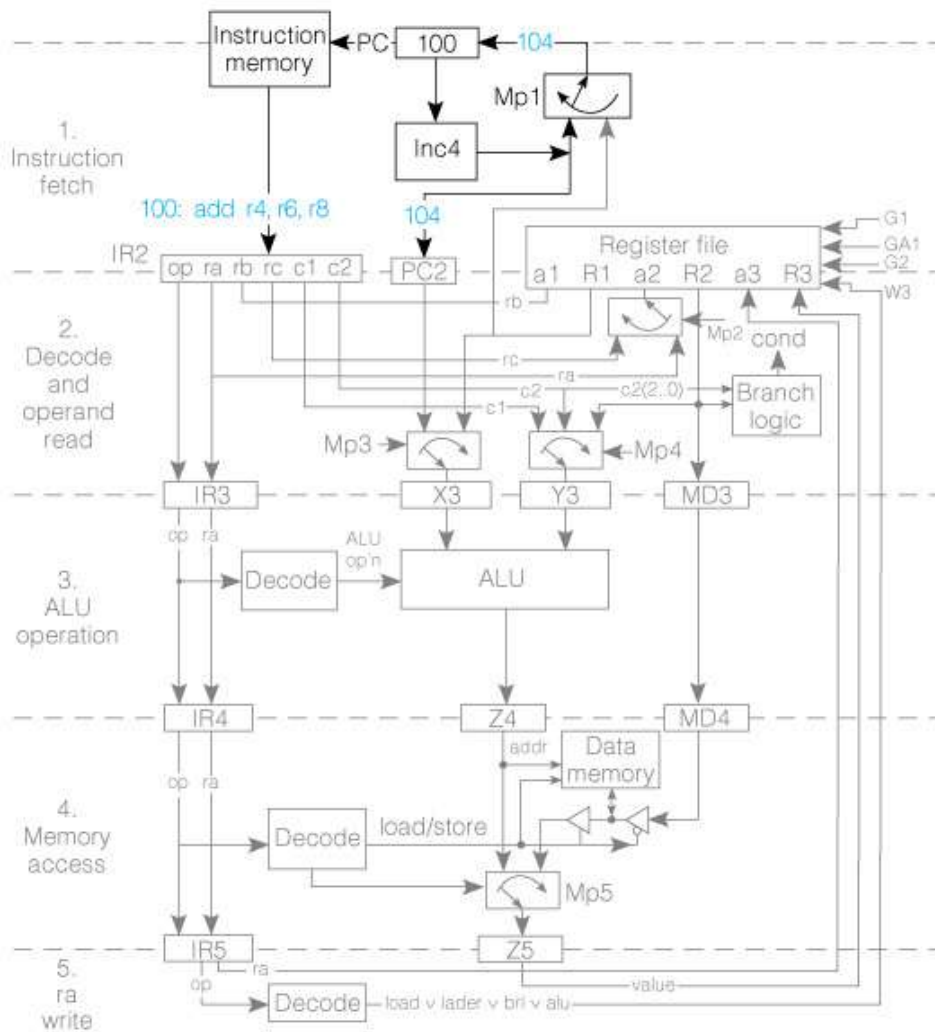 Instruction
memory
PC
100
104
Mp1
Inc4
1.
Instruction
fetch
100: add r4, r6, r8
104
IR2
op ra rb rc c1 c2
PC2
Register file
a1 R1 a2 R2 a3 R3
G1
GA1
G2
W3
rb
2.
Decode
and
operand
read
Mp2
cond
rc
ra
c2
c2(2..0)
Branch
logic
c1
Mp3
Mp4
IR3
X3
Y3
MD3
op
ra
ALU
op'n
Decode
ALU
3.
ALU
operation
IR4
Z4
MD4
addr
Data
memory
op
ra
4.
Memory
access
Decode
load/store
Mp5
IR5
Z5
5.
ra
write
op
ra
value
Decode
load v lader v brl v alu